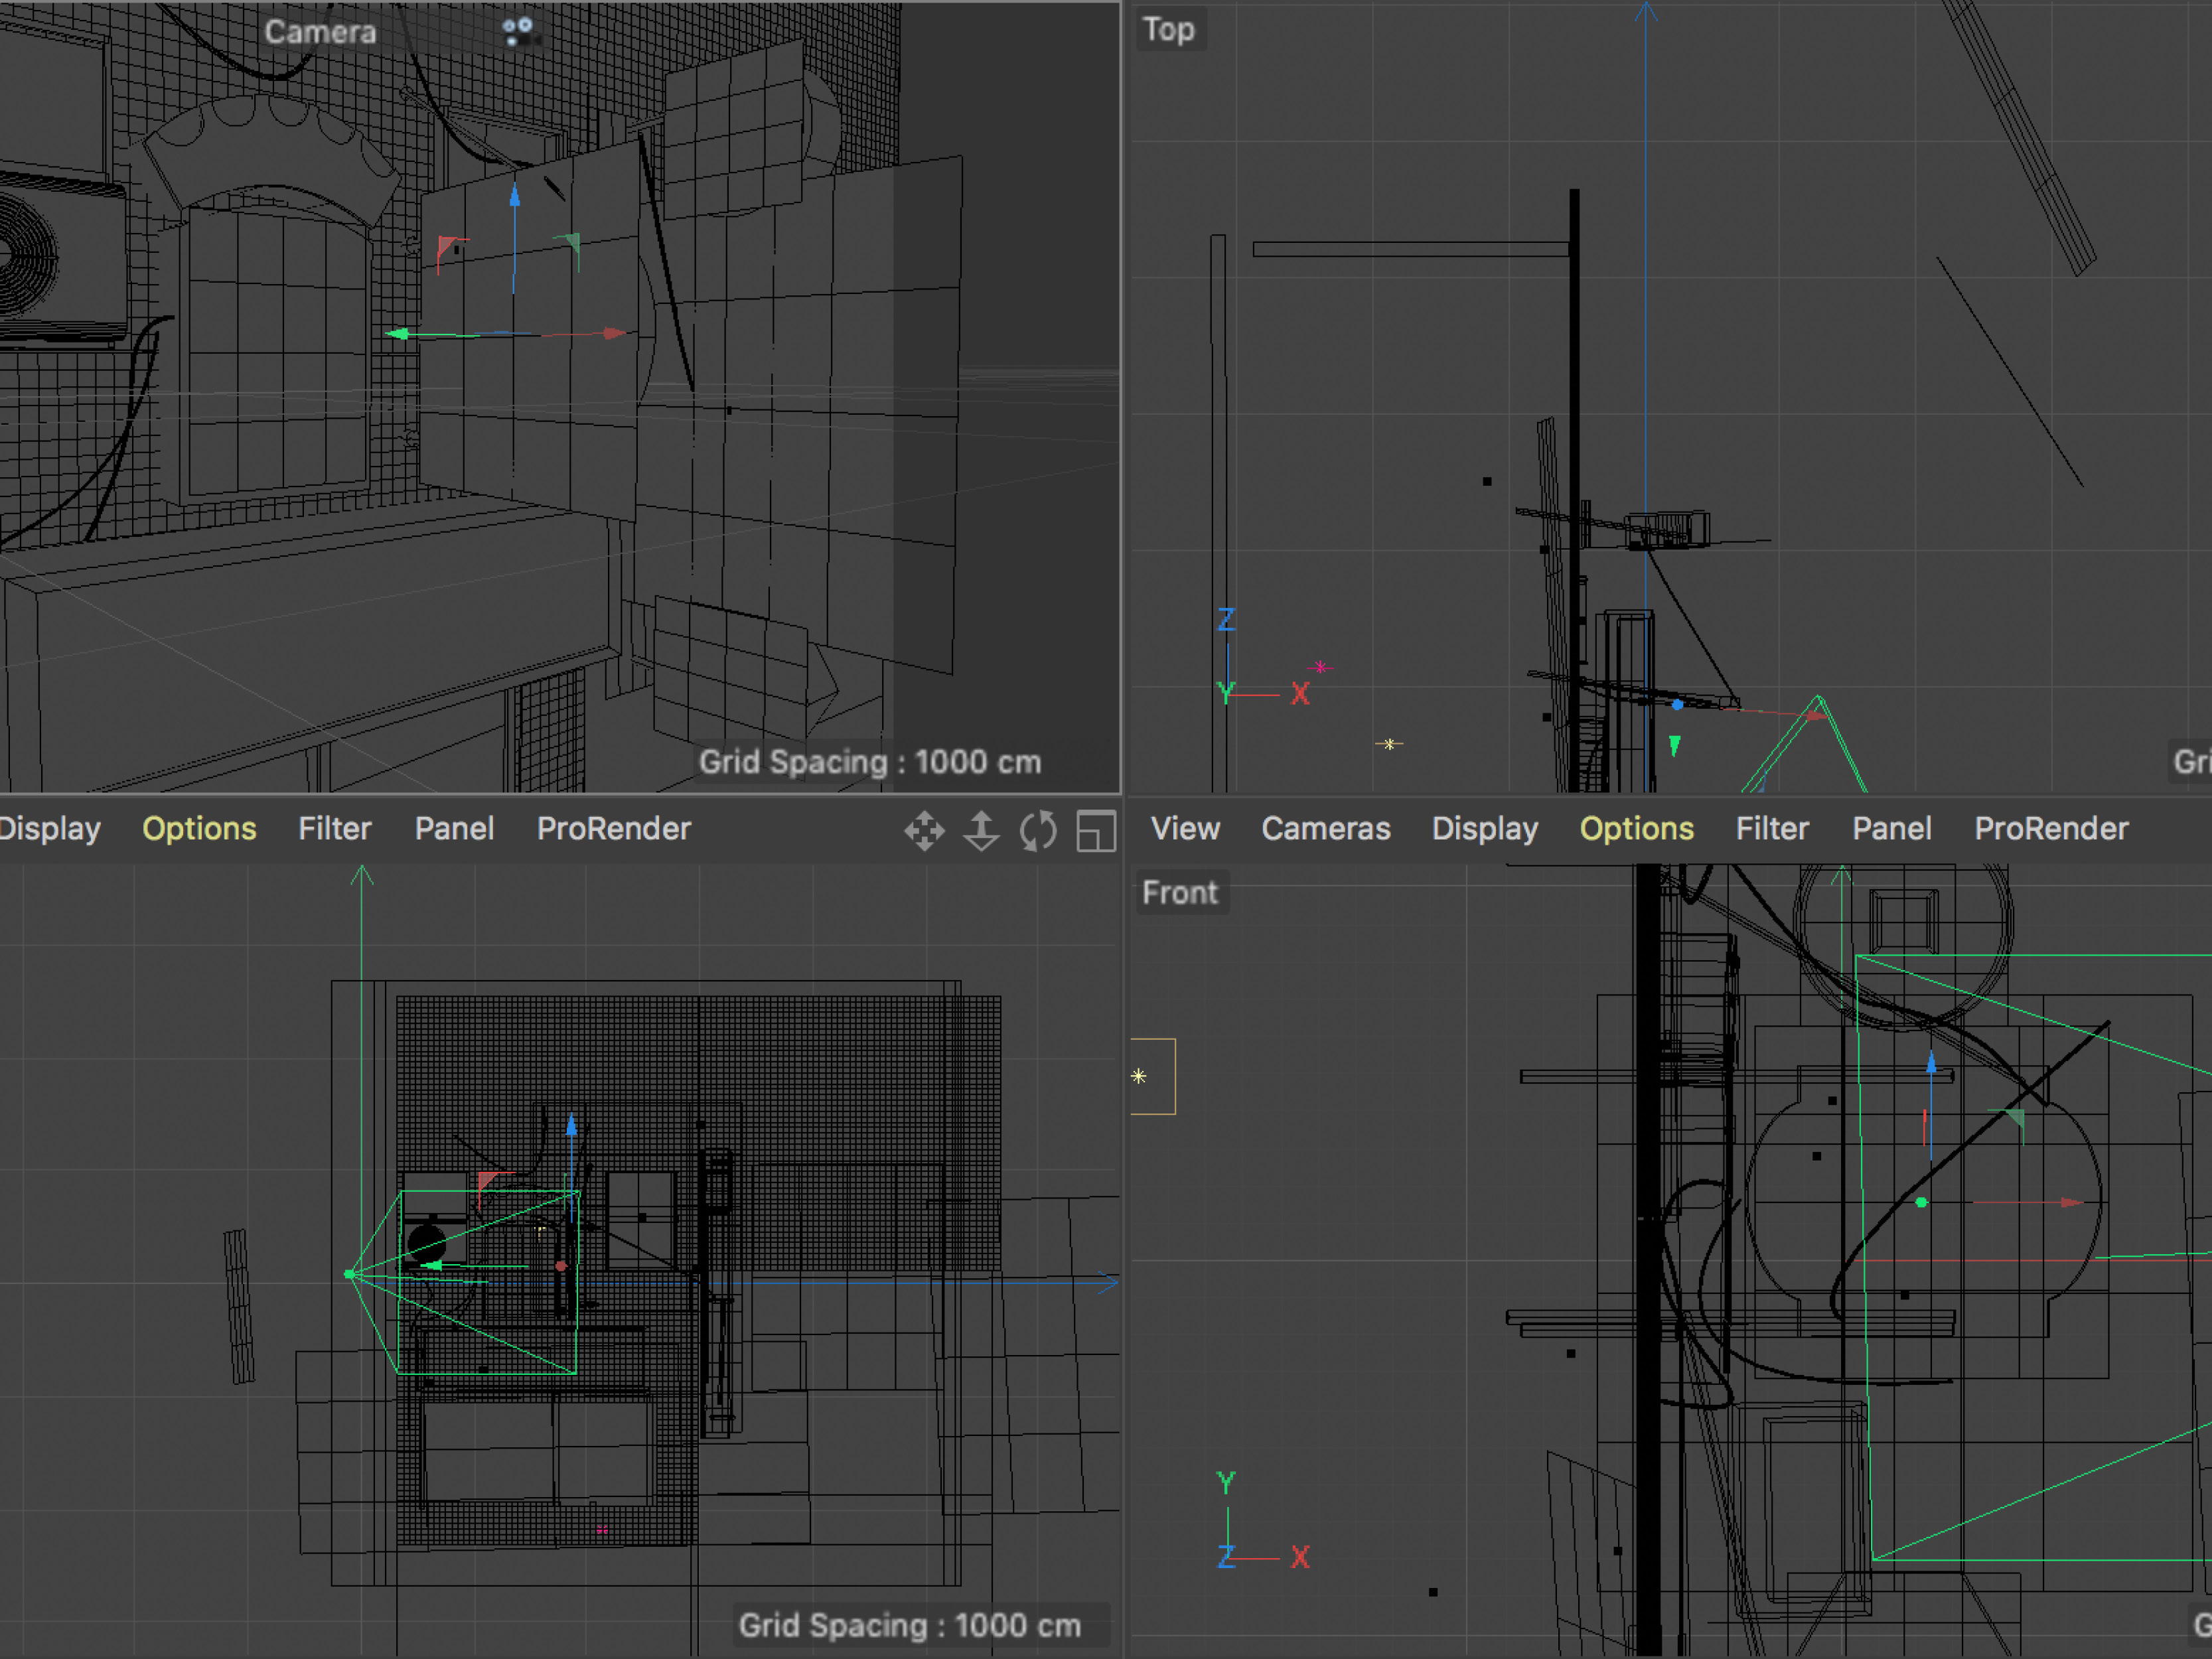 Camera
Top
Z
Y X
Grid Spacing : 1000 cm
Gri
Display Options Filter Panel ProRender
View Cameras Display Options Filter Panel ProRender
Front
Y
Z X
Grid Spacing : 1000 cm
G